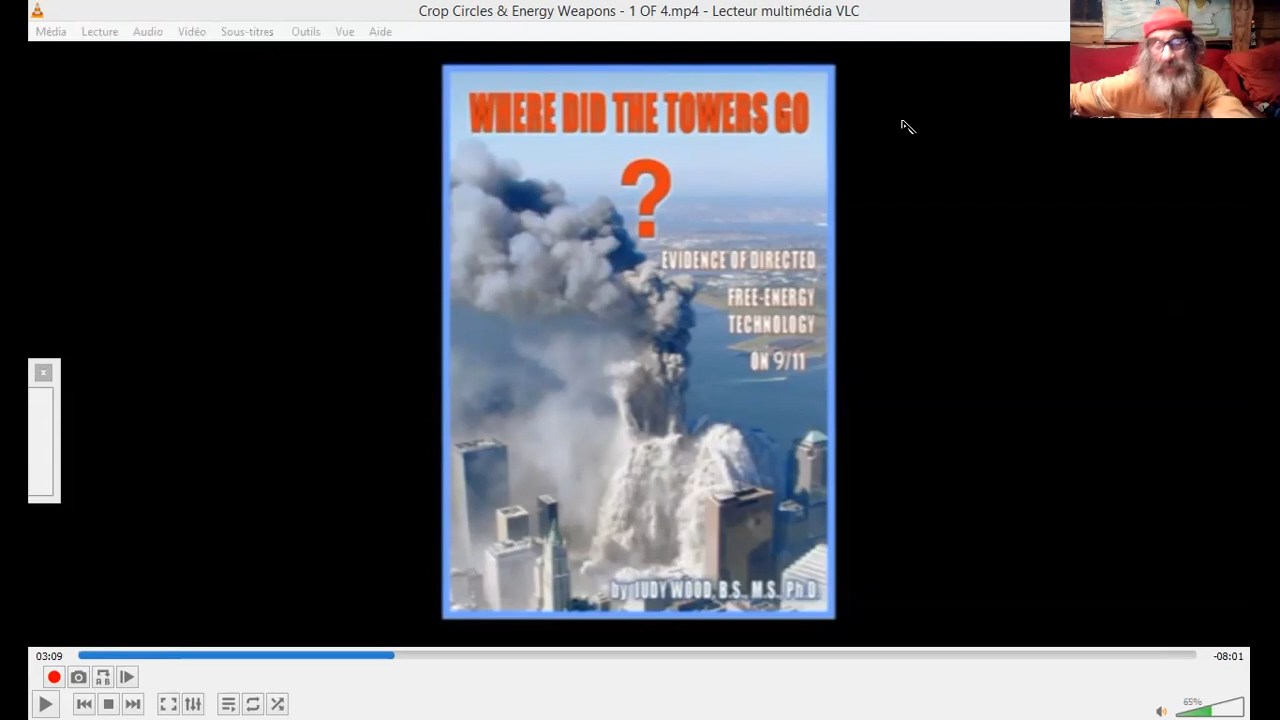 Crop Circles & Energy Weapons - 1 OF 4.mp4 - Lecteur multimédia VLC
Média Lecture Audio Vidéo Sous-titres Outils Vue Aide
WHERE DID THE TOWERS GO
?
EVIDENCE OF DIRECTED
FREE-ENERGY
TECHNOLOGY
ON 9/11
by JUDY WOOD, B.S., M.S., Ph.D
x
03:09
-08:01
A B
65%